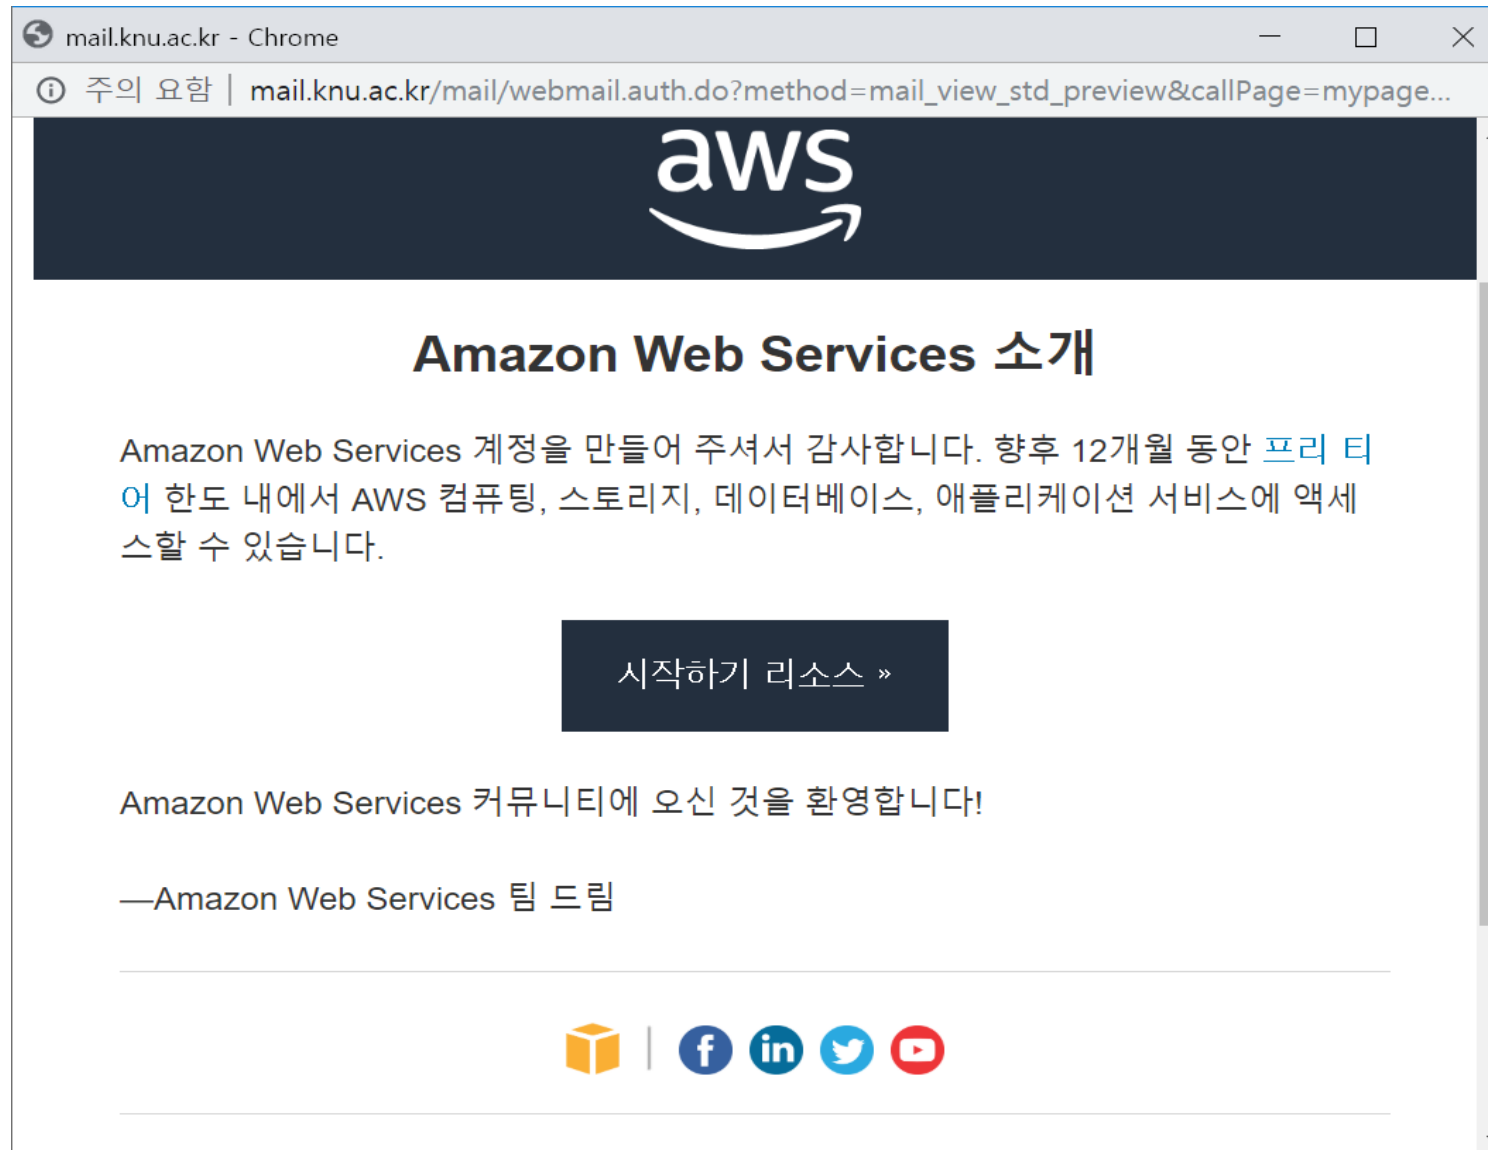 mail.knu.ac.kr - Chrome
주의 요함 | mail.knu.ac.kr/mail/webmail.auth.do?method=mail_view_std_preview&callPage=mypage...
aws
Amazon Web Services 소개
Amazon Web Services 계정을 만들어 주셔서 감사합니다. 향후 12개월 동안 프리 티
어 한도 내에서 AWS 컴퓨팅, 스토리지, 데이터베이스, 애플리케이션 서비스에 액세
스할 수 있습니다.
시작하기 리소스 »
Amazon Web Services 커뮤니티에 오신 것을 환영합니다!
—Amazon Web Services 팀 드림
f in